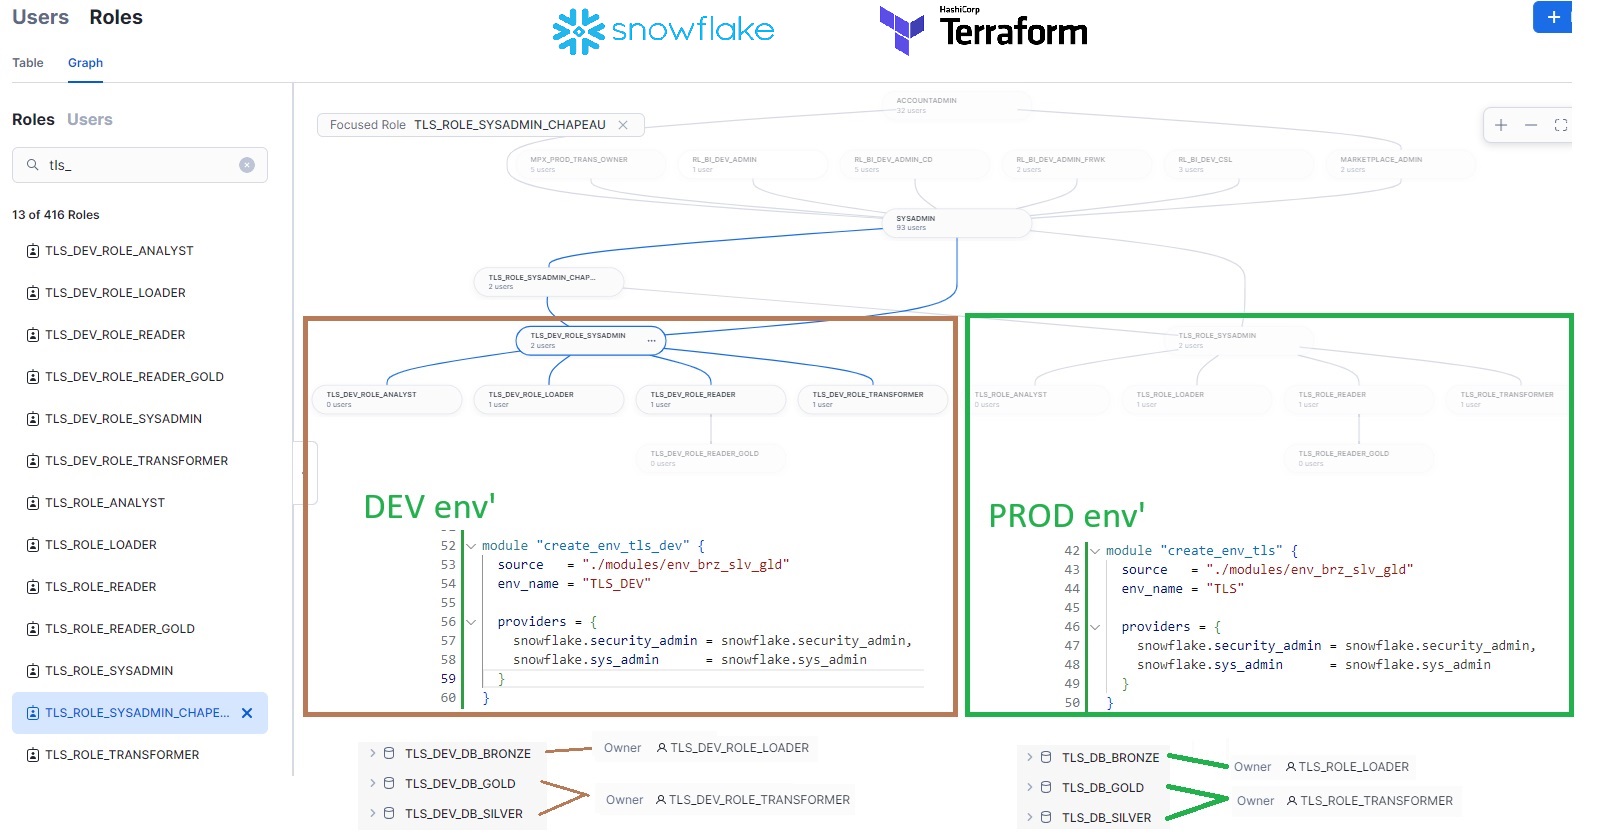 Users Roles
snowflake
HashiCorp
Terraform
Table Graph
Roles Users
tls_
13 of 416 Roles
TLS_DEV_ROLE_ANALYST
TLS_DEV_ROLE_LOADER
TLS_DEV_ROLE_READER
TLS_DEV_ROLE_READER_GOLD
TLS_DEV_ROLE_SYSADMIN
TLS_DEV_ROLE_TRANSFORMER
TLS_ROLE_ANALYST
TLS_ROLE_LOADER
TLS_ROLE_READER
TLS_ROLE_READER_GOLD
TLS_ROLE_SYSADMIN
TLS_ROLE_SYSADMIN_CHAPE...
TLS_ROLE_TRANSFORMER
Focused Role TLS_ROLE_SYSADMIN_CHAPEAU
ACCOUNTADMIN
32 users
MPX_PROD_TRANS_OWNER
5 users
RL_BI_DEV_ADMIN
1 user
RL_BI_DEV_ADMIN_CD
5 users
RL_BI_DEV_ADMIN_FRWK
2 users
RL_BI_DEV_CSL
3 users
MARKETPLACE_ADMIN
2 users
SYSADMIN
93 users
TLS_ROLE_SYSADMIN_CHAP...
2 users
TLS_DEV_ROLE_SYSADMIN
2 users
TLS_DEV_ROLE_ANALYST
0 users
TLS_DEV_ROLE_LOADER
1 user
TLS_DEV_ROLE_READER
1 user
TLS_DEV_ROLE_TRANSFORMER
1 user
TLS_DEV_ROLE_READER_GOLD
0 users
DEV env'
52 module "create_env_tls_dev" {
53 source = "./modules/env_brz_slv_gld"
54 env_name = "TLS_DEV"
55
56 providers = {
57 snowflake.security_admin = snowflake.security_admin,
58 snowflake.sys_admin = snowflake.sys_admin
59 }
60 }
TLS_ROLE_SYSADMIN
2 users
TLS_ROLE_ANALYST
0 users
TLS_ROLE_LOADER
1 user
TLS_ROLE_READER
1 user
TLS_ROLE_TRANSFORMER
1 user
TLS_ROLE_READER_GOLD
0 users
PROD env'
42 module "create_env_tls" {
43 source = "./modules/env_brz_slv_gld"
44 env_name = "TLS"
45
46 providers = {
47 snowflake.security_admin = snowflake.security_admin,
48 snowflake.sys_admin = snowflake.sys_admin
49 }
50 }
TLS_DEV_DB_BRONZE
TLS_DEV_DB_GOLD
TLS_DEV_DB_SILVER
Owner TLS_DEV_ROLE_LOADER
Owner TLS_DEV_ROLE_TRANSFORMER
TLS_DB_BRONZE
TLS_DB_GOLD
TLS_DB_SILVER
Owner TLS_ROLE_LOADER
Owner TLS_ROLE_TRANSFORMER